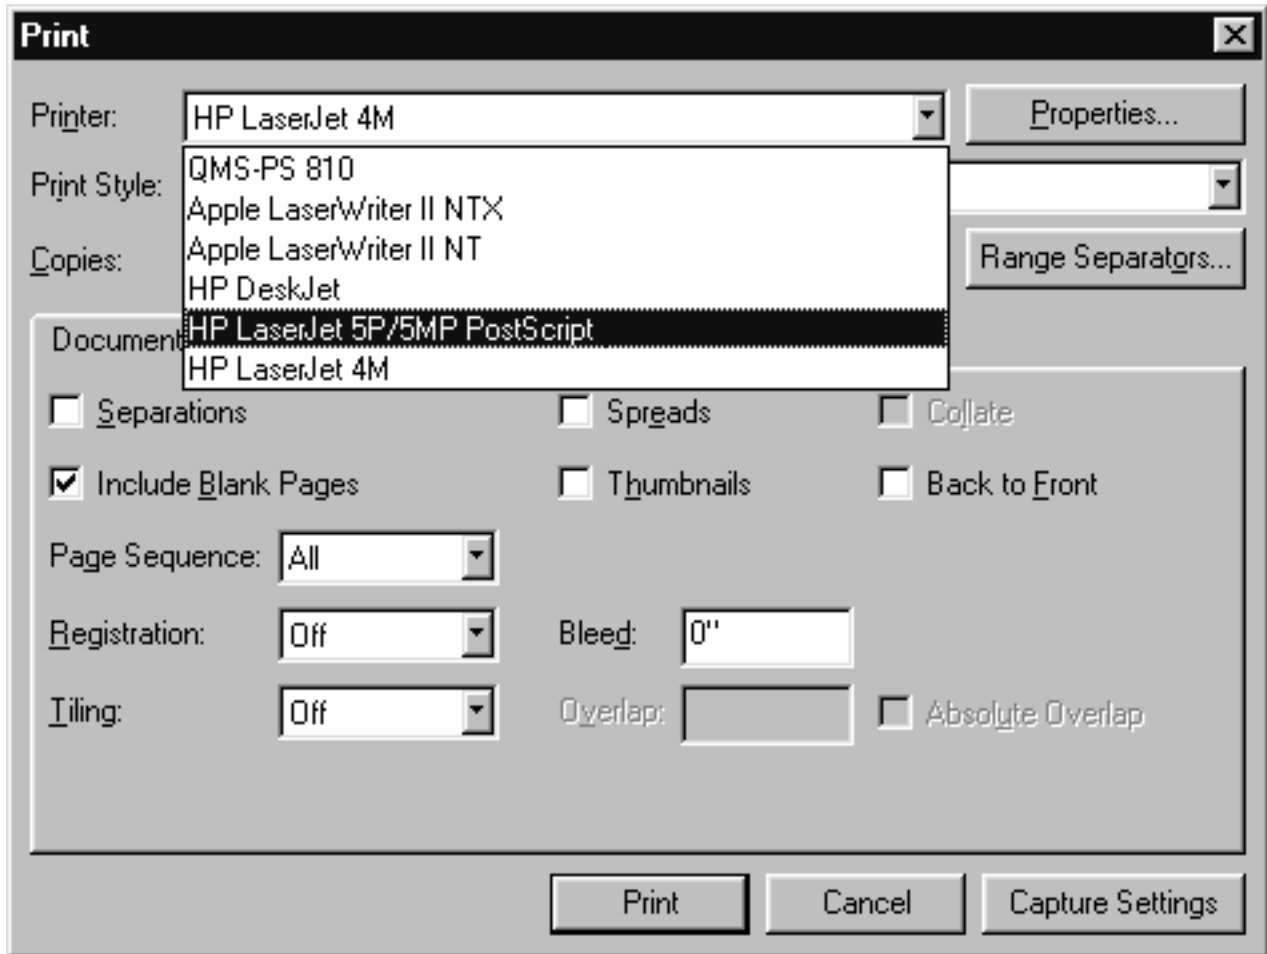 Print
Printer: HP LaserJet 4M Properties...
QMS-PS 810
Print Style: Apple LaserWriter II NTX
Apple LaserWriter II NT
Copies: Range Separators...
HP DeskJet
HP LaserJet 5P/5MP PostScript
Document
HP LaserJet 4M
Separations Spreads Collate
Include Blank Pages Thumbnails Back to Front
Page Sequence: All
Registration: Off Bleed: 0"
Tiling: Off Overlap: Absolute Overlap
Print Cancel Capture Settings